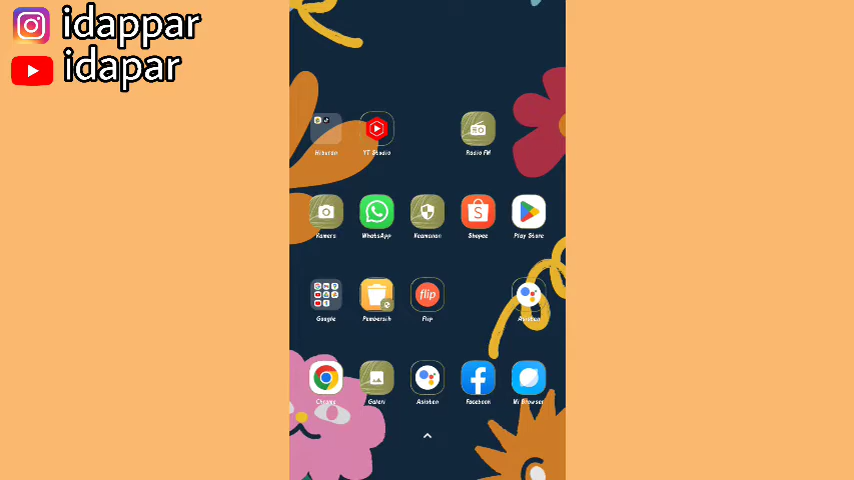 idappar
idapar
Hiburan
YT Studio
Radio FM
Kamera
WhatsApp
Keamanan
Shopee
Play Store
flip
Google
Pembersih
Flip
Asisten
Chrome
Galeri
Asisten
Facebook
Mi Browser